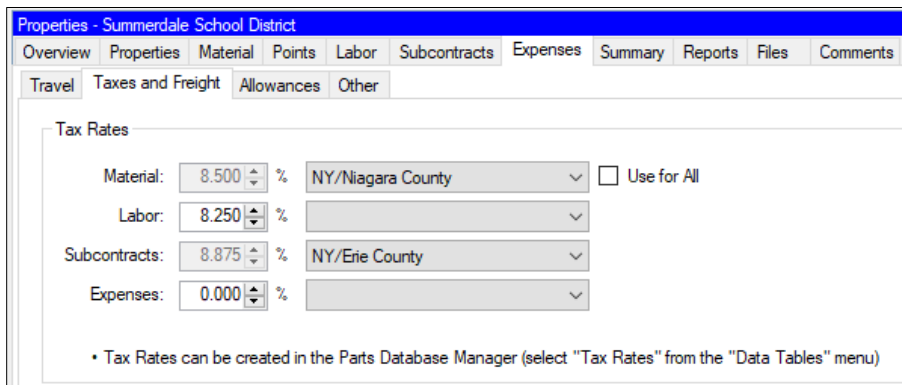 Properties - Summerdale School District
Overview Properties Material Points Labor Subcontracts Expenses Summary Reports Files Comments
Travel Taxes and Freight Allowances Other
Tax Rates
Material: 8.500 % NY/Niagara County Use for All
Labor: 8.250 %
Subcontracts: 8.875 % NY/Erie County
Expenses: 0.000 %
• Tax Rates can be created in the Parts Database Manager (select "Tax Rates" from the "Data Tables" menu)